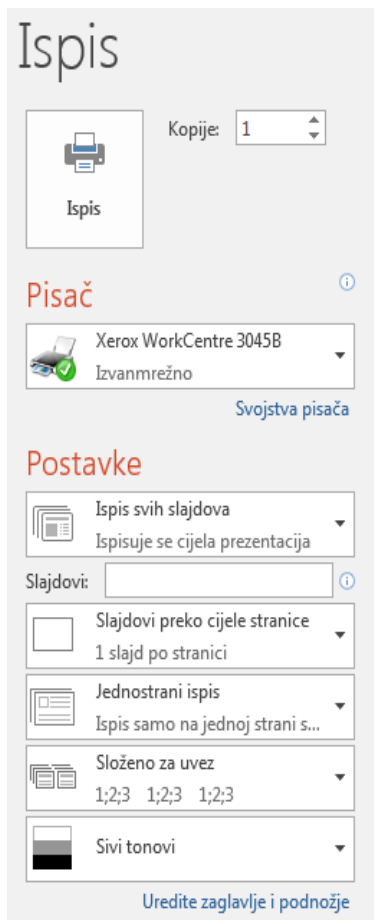 Ispis
Kopije: 1
Ispis
Pisač
Xerox WorkCentre 3045B
Izvanmrežno
Svojstva pisača
Postavke
Ispis svih slajdova
Ispisuje se cijela prezentacija
Slajdovi:
Slajdovi preko cijele stranice
1 slajd po stranici
Jednostrani ispis
Ispis samo na jednoj strani s...
Složeno za uvez
1;2;3 1;2;3 1;2;3
Sivi tonovi
Uredite zaglavlje i podnožje